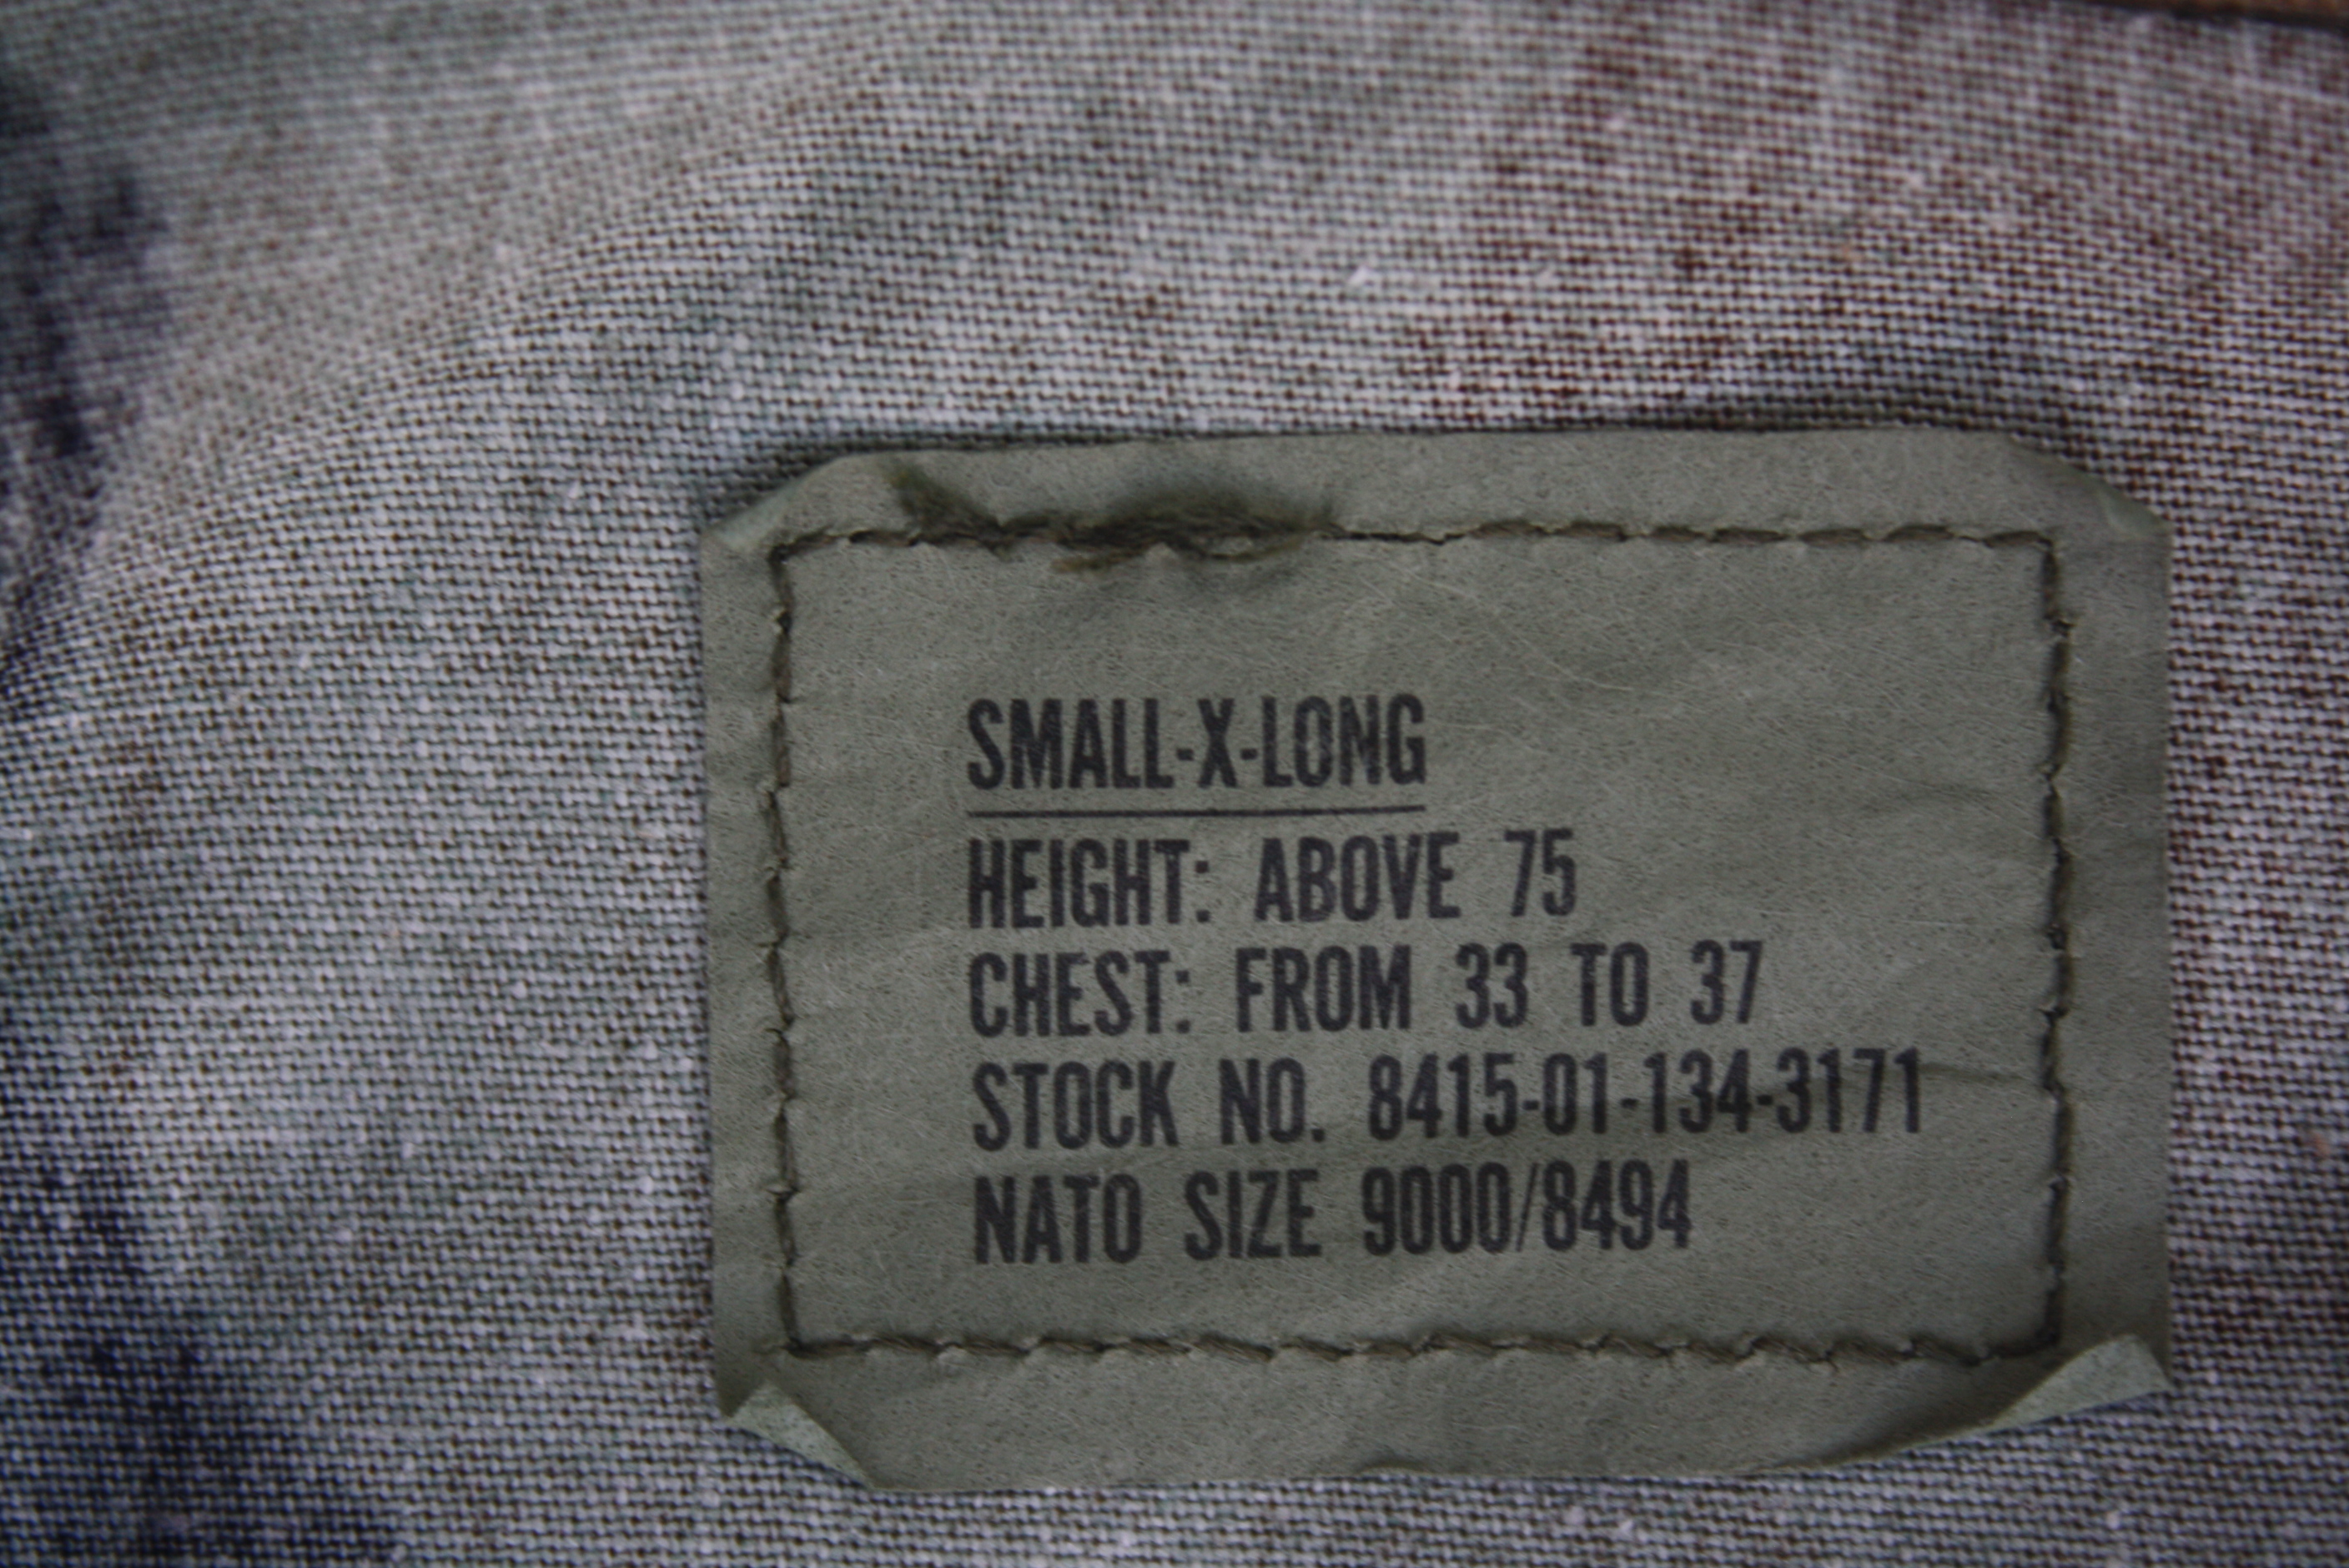 SMALL-X-LONG
HEIGHT: ABOVE 75
CHEST: FROM 33 TO 37
STOCK NO. 8415-01-134-3171
NATO SIZE 9000/8494